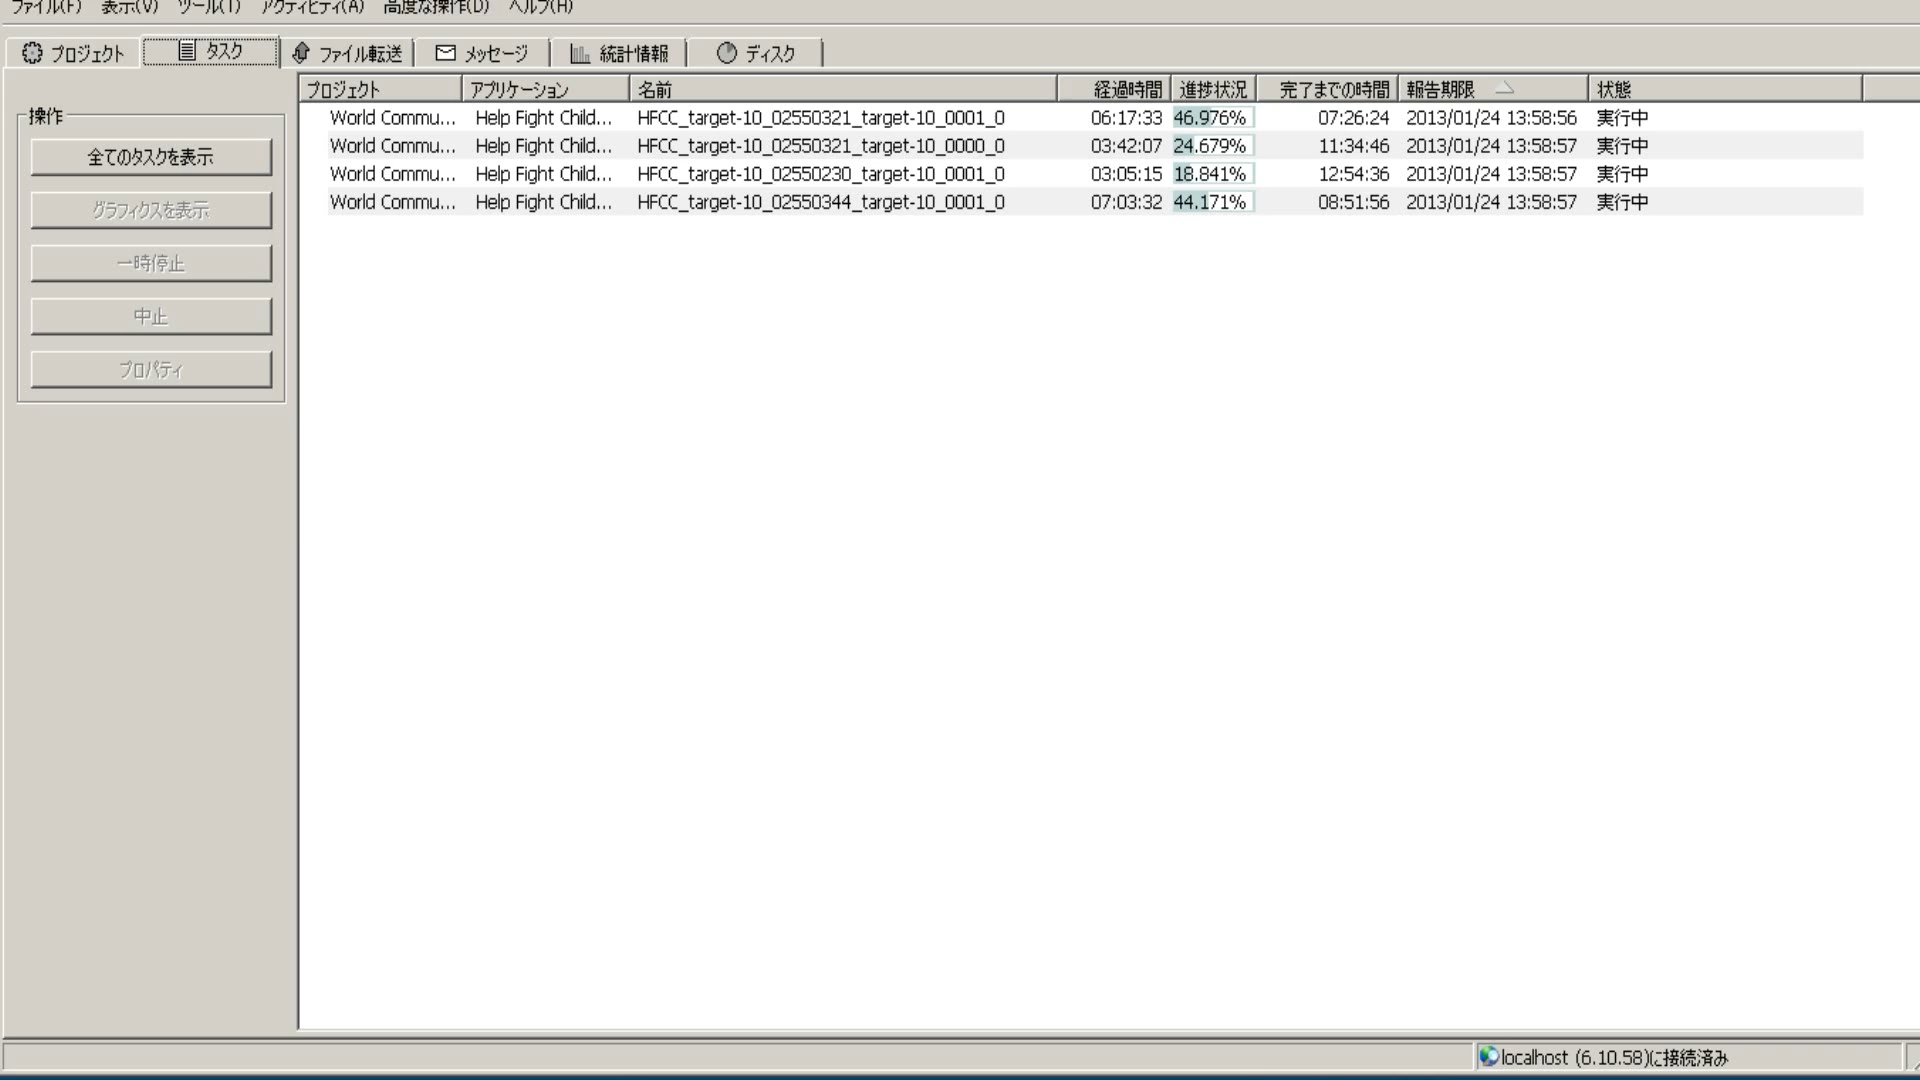 ファイル(F) 表示(V) ツール(T) アクティビティ(A) 高度な操作(D) ヘルプ(H)
プロジェクト タスク ファイル転送 メッセージ 統計情報 ディスク
プロジェクト アプリケーション 名前 経過時間 進捗状況 完了までの時間 報告期限 状態
World Commu... Help Fight Child... HFCC_target-10_02550321_target-10_0001_0 06:17:33 46.976% 07:26:24 2013/01/24 13:58:56 実行中
World Commu... Help Fight Child... HFCC_target-10_02550321_target-10_0000_0 03:42:07 24.679% 11:34:46 2013/01/24 13:58:57 実行中
World Commu... Help Fight Child... HFCC_target-10_02550230_target-10_0001_0 03:05:15 18.841% 12:54:36 2013/01/24 13:58:57 実行中
World Commu... Help Fight Child... HFCC_target-10_02550344_target-10_0001_0 07:03:32 44.171% 08:51:56 2013/01/24 13:58:57 実行中
操作
全てのタスクを表示
グラフィクスを表示
一時停止
中止
プロパティ
localhost (6.10.58)に接続済み